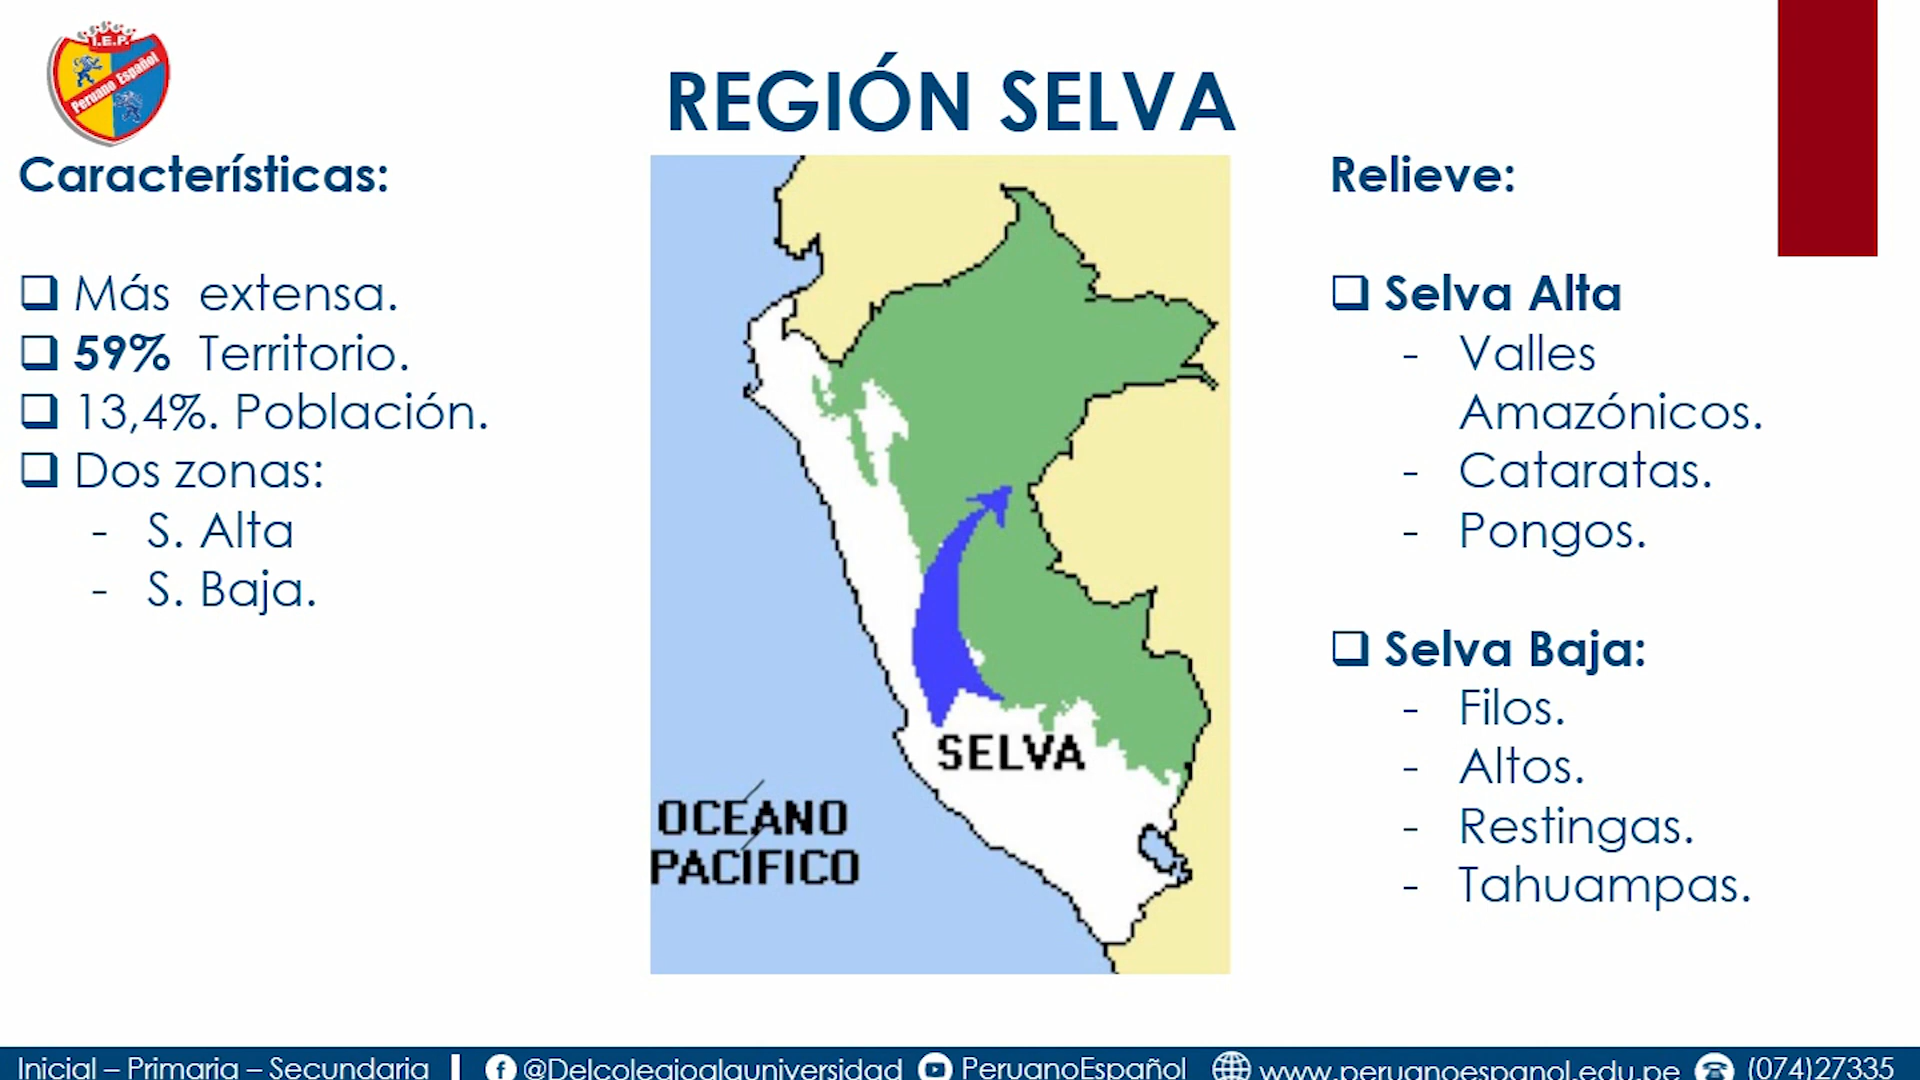 I.E.P.
Peruano Español
REGIÓN SELVA
Características:
❑ Más extensa.
❑ 59% Territorio.
❑ 13,4%. Población.
❑ Dos zonas:
- S. Alta
- S. Baja.
SELVA
OCEANO
PACIFICO
Relieve:
❑ Selva Alta
- Valles
Amazónicos.
- Cataratas.
- Pongos.
❑ Selva Baja:
- Filos.
- Altos.
- Restingas.
- Tahuampas.
Inicial – Primaria – Secundaria | @Delcolegioalauniversidad PeruanoEspañol www.peruanoespanol.edu.pe (074)27335